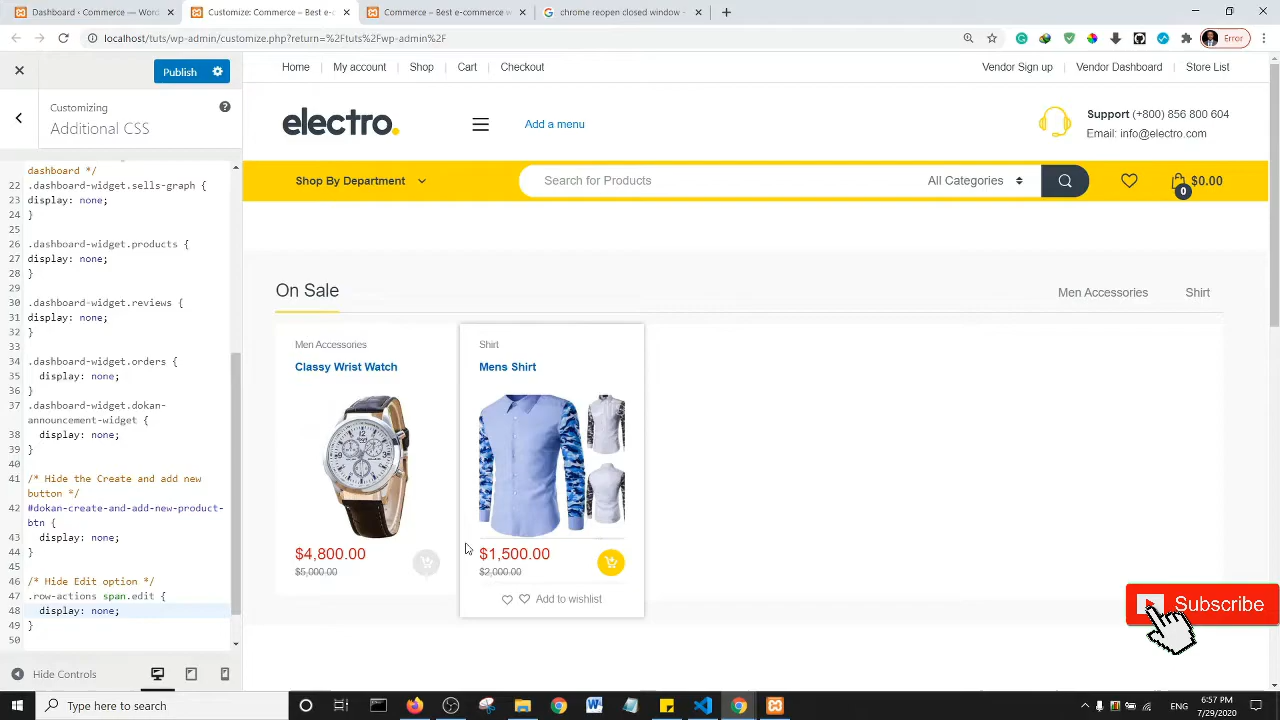 Dashboard ‹ Commerce — Wor
Customize: Commerce – Best e-c
Commerce – Best e-commerce w
chrome reopen closed window -
localhost/tuts/wp-admin/customize.php?return=%2Ftuts%2Fwp-admin%2F
Error
Publish
Customizing
Additional CSS
dashboard */
22 .dashboard-widget.sells-graph {
23 display: none;
24 }
25
26 .dashboard-widget.products {
27 display: none;
28 }
29
30 .dashboard-widget.reviews {
31 display: none;
32 }
33
34 .dashboard-widget.orders {
35 display: none;
36 }
37 .dashboard-widget.dokan-
announcement-widget {
38 display: none;
39 }
40
41 /* Hide the Create and add new
button */
42 #dokan-create-and-add-new-product-
btn {
43 display: none;
44 }
45
46 /* Hide Edit option */
47 .row-actions span.edit {
48 display: none;
49 }
50
Hide Controls
Home
My account
Shop
Cart
Checkout
Vendor Sign up
Vendor Dashboard
Store List
electro.
Add a menu
Support (+800) 856 800 604
Email: info@electro.com
Shop By Department
Search for Products
All Categories
0
$0.00
On Sale
Men Accessories
Shirt
Men Accessories
Classy Wrist Watch
$4,800.00
$5,000.00
Shirt
Mens Shirt
$1,500.00
$2,000.00
Add to wishlist
Subscribe
Type here to search
6:57 PM
7/29/2020